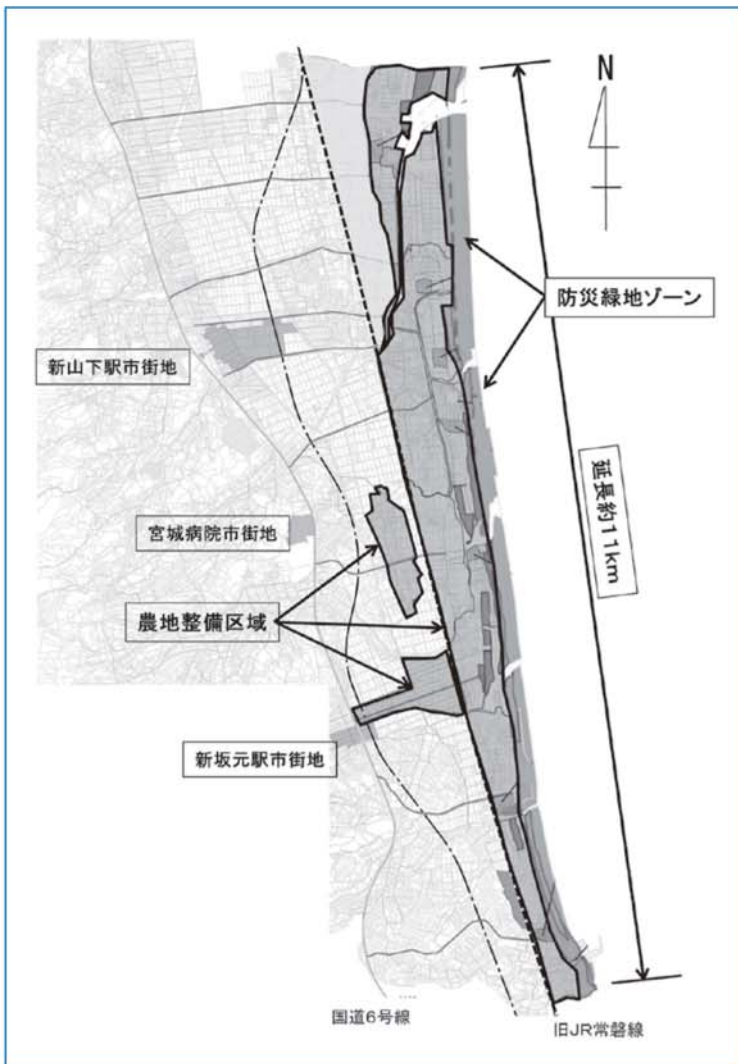 N
防災緑地ゾーン
新山下駅市街地
延長約11km
宮城病院市街地
農地整備区域
新坂元駅市街地
国道6号線
旧JR常磐線